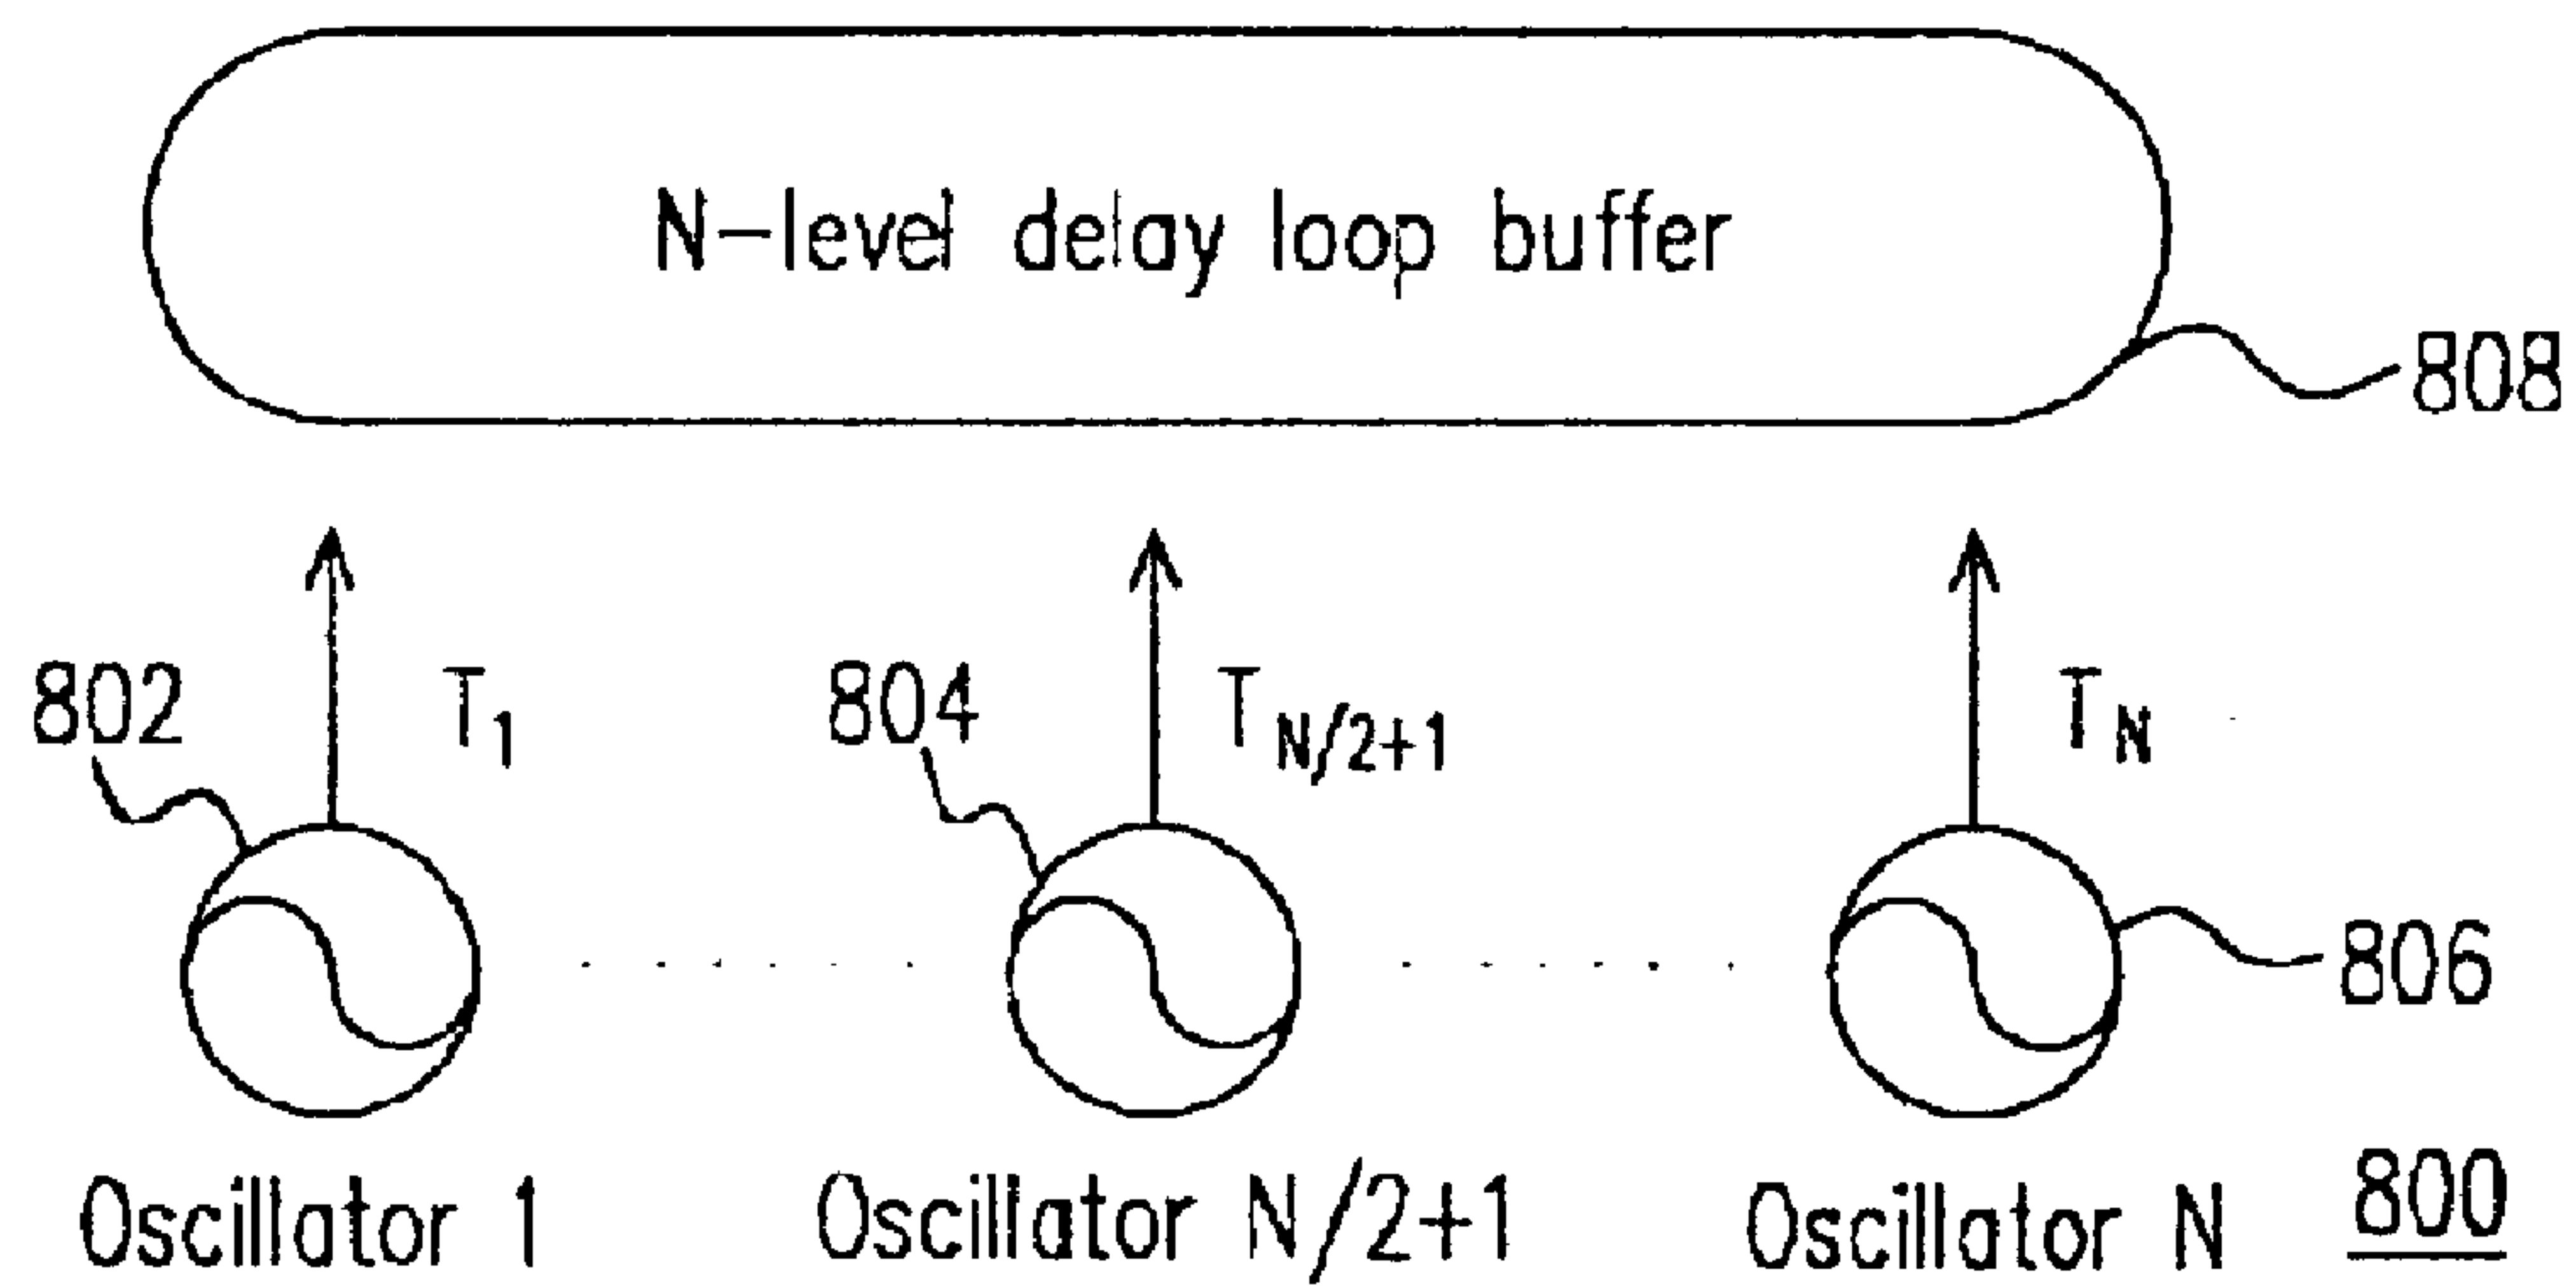 N-level delay loop buffer
808
802 T1 804 TN/2+1 TN
806
Oscillator 1 Oscillator N/2+1 Oscillator N 800